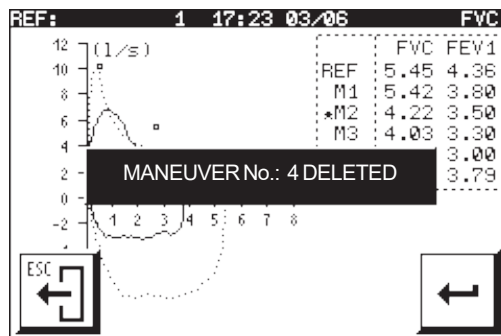 REF: 1 17:23 03/06 FVC
12 (l/s)
FVC FEV1
10 REF 5.45 4.36
8 M1 5.42 3.80
6 *M2 4.22 3.50
4 M3 4.03 3.30
3.00
2 MANEUVER No.: 4 DELETED 3.79
0
-2 1 2 3 4 5 6 7 8
ESC